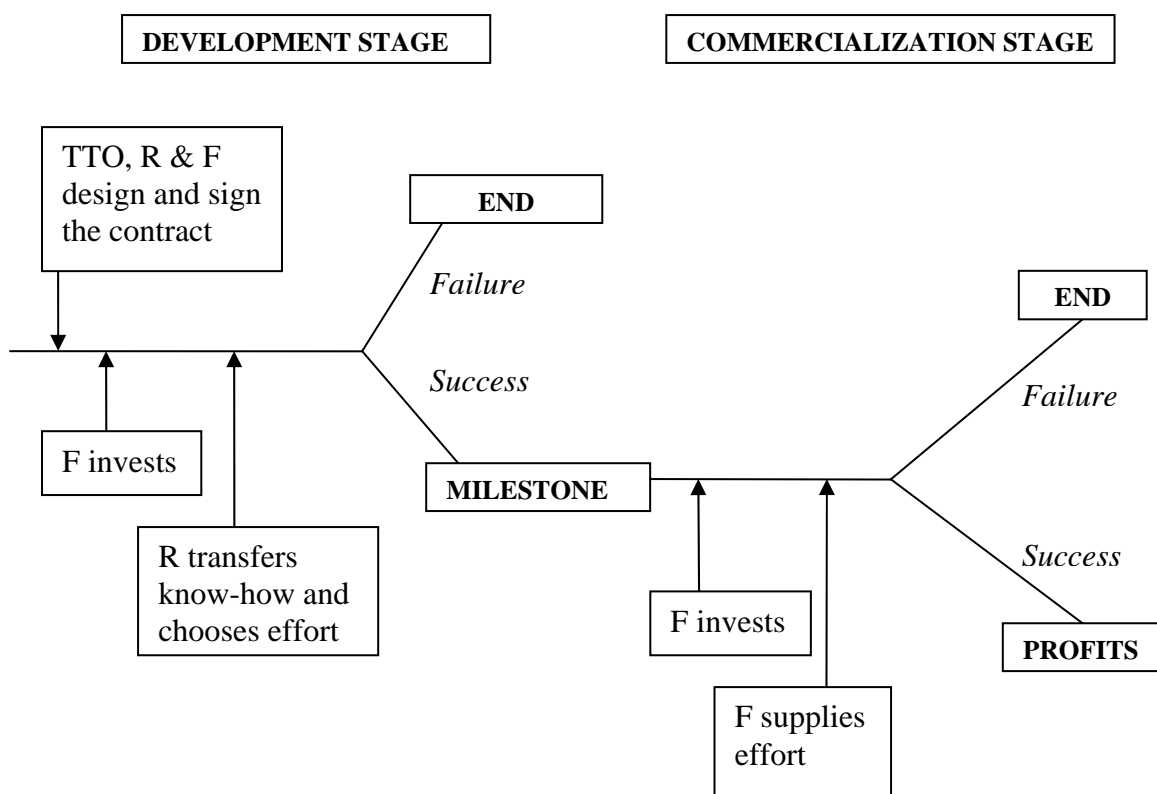 DEVELOPMENT STAGE
COMMERCIALIZATION STAGE
TTO, R & F
design and sign
the contract
END
Failure
END
Success
Failure
F invests
MILESTONE
R transfers
know-how and
chooses effort
Success
F invests
PROFITS
F supplies
effort